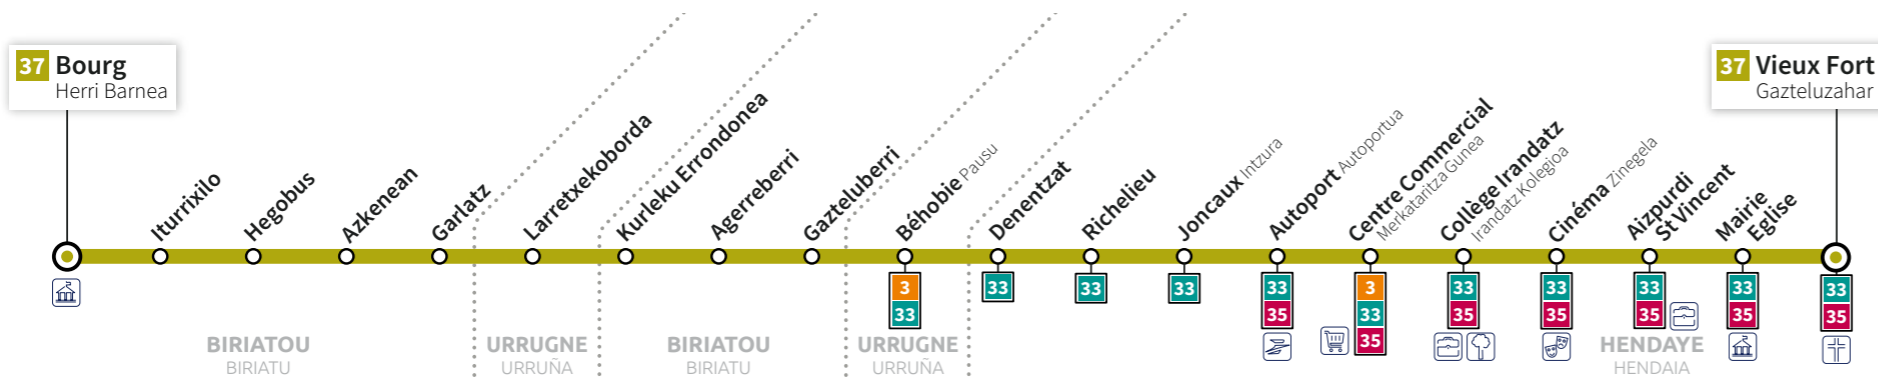 37 Bourg
Herri Barnea
Iturrixilo
Hegobus
Azkenean
Garlatz
Larretxekoborda
Kurleku Errondonea
Agerreberri
Gazteluberri
Béhobie Pausu
Denentzat
Richelieu
Joncaux Intzura
Autoport Autoportua
Centre Commercial
Merkataritza Gunea
Collège Irandatz
Irandatz Kolegioa
Cinéma Zinegela
Aizpurdi
St Vincent
Mairie
Eglise
37 Vieux Fort
Gazteluzahar
3
33
33
33
33
33
35
3
33
35
33
35
33
35
33
35
33
35
33
35
BIRIATOU
BIRIATU
URRUGNE
URRUÑA
BIRIATOU
BIRIATU
URRUGNE
URRUÑA
HENDAYE
HENDAIA